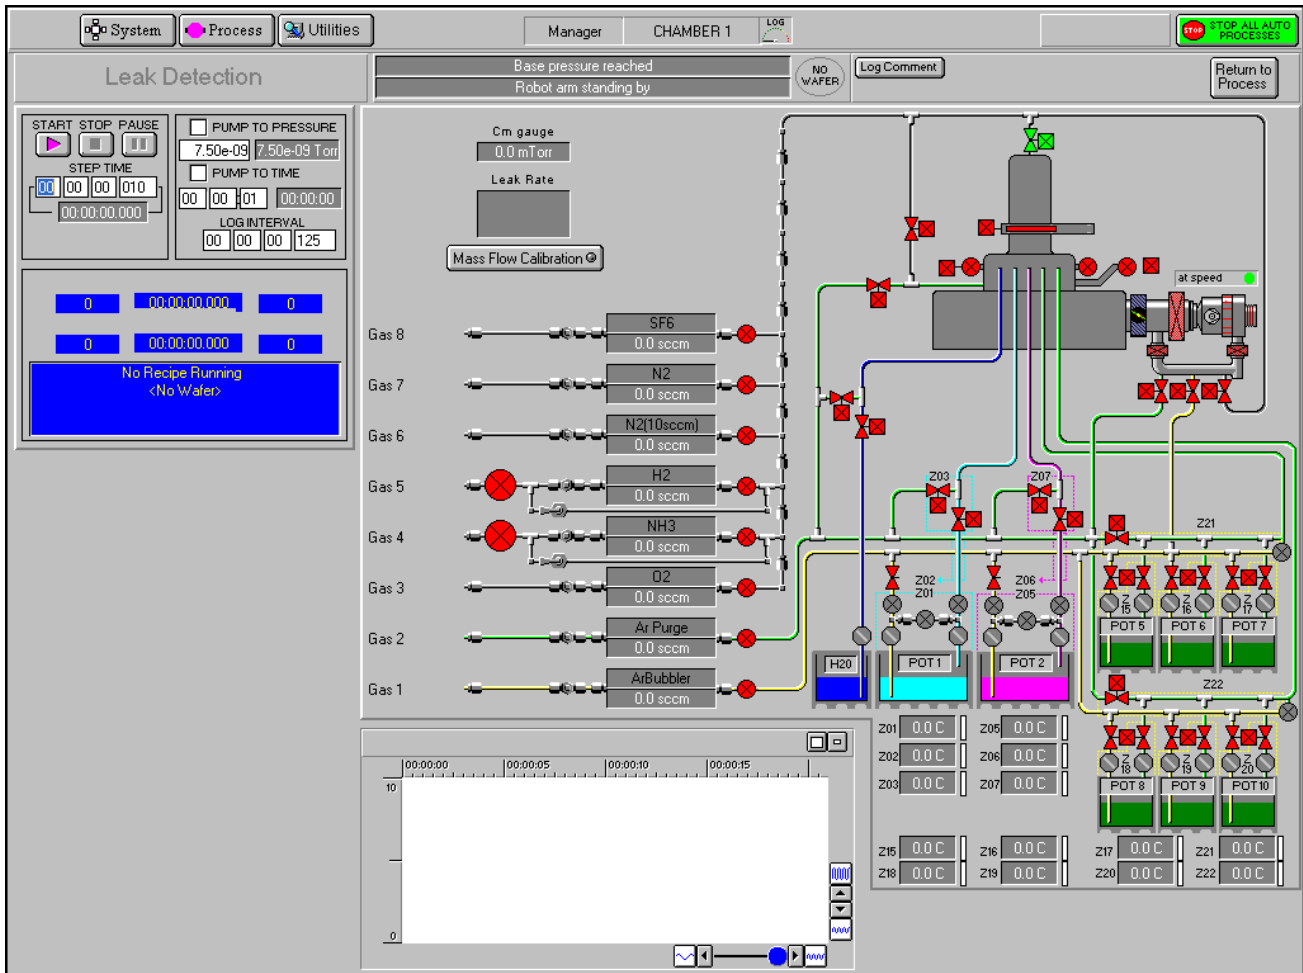 System
Process
Utilities
Manager
CHAMBER 1
LOG
STOP
STOP ALL AUTO
PROCESSES
Leak Detection
Base pressure reached
Robot arm standing by
NO
WAFER
Log Comment
Return to
Process
START STOP PAUSE
STEP TIME
00 00 00 010
00:00:00.000
PUMP TO PRESSURE
7.50e-09 7.50e-09 Torr
PUMP TO TIME
00 00 :01 00:00:00
LOG INTERVAL
00 00 00 125
0 00:00:00.000 0
0 00:00:00.000 0
No Recipe Running
<No Wafer>
Cm gauge
0.0 mTorr
Leak Rate
Mass Flow Calibration
at speed
Gas 8
SF6
0.0 sccm
Gas 7
N2
0.0 sccm
Gas 6
N2(10sccm)
0.0 sccm
Gas 5
H2
0.0 sccm
Gas 4
NH3
0.0 sccm
Gas 3
O2
0.0 sccm
Gas 2
Ar Purge
0.0 sccm
Gas 1
ArBubbler
0.0 sccm
Z03
Z07
Z21
Z02
Z01
Z06
Z05
Z
15
Z
16
Z
17
POT 5
POT 6
POT 7
H20
POT 1
POT 2
Z22
Z
18
Z
19
Z
20
POT 8
POT 9
POT10
Z01 0.0 C Z05 0.0 C
Z02 0.0 C Z06 0.0 C
Z03 0.0 C Z07 0.0 C
Z15 0.0 C Z16 0.0 C Z17 0.0 C Z21 0.0 C
Z18 0.0 C Z19 0.0 C Z20 0.0 C Z22 0.0 C
00:00:00 00:00:05 00:00:10 00:00:15
10
0